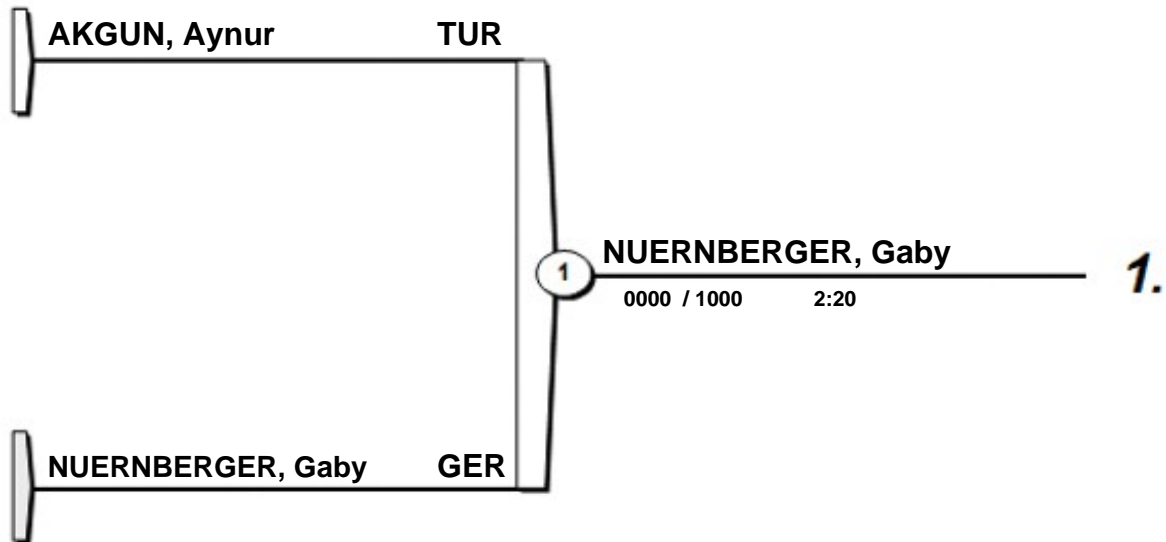 AKGUN, Aynur TUR
NUERNBERGER, Gaby
1 1.
0000 / 1000 2:20
NUERNBERGER, Gaby GER